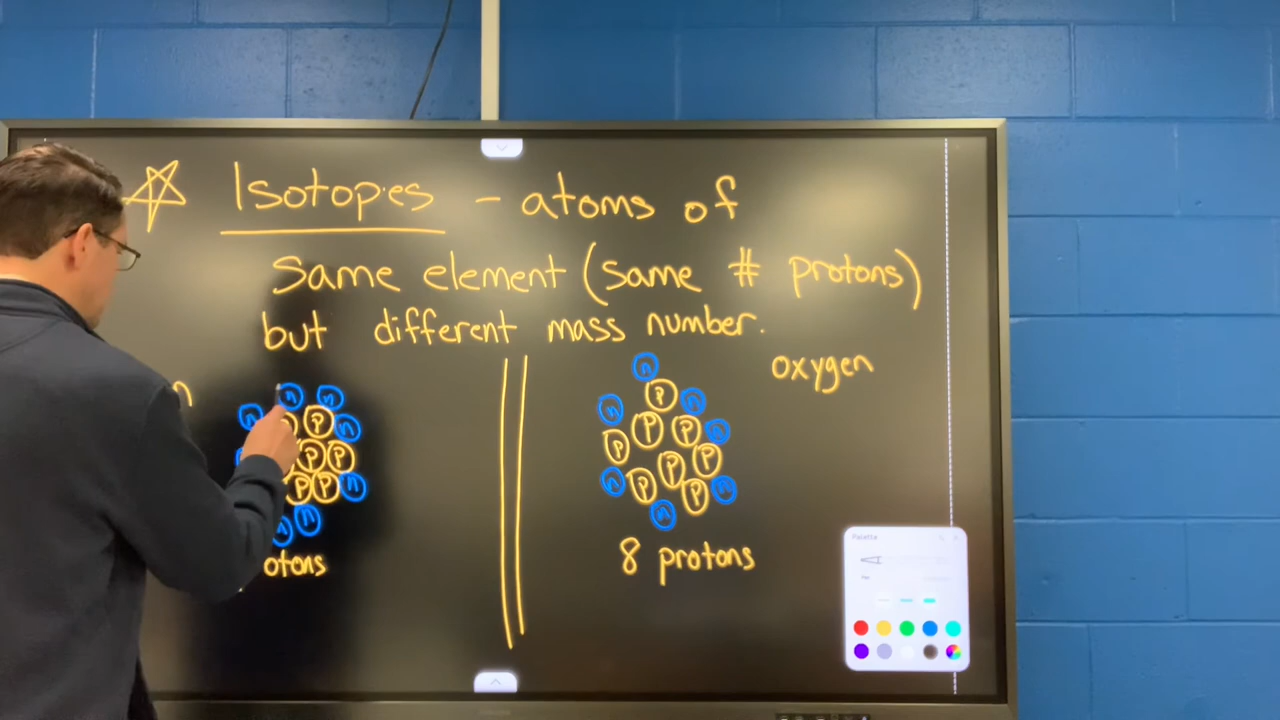 Isotopes - atoms of
same element (same # protons)
but different mass number.
n
oxygen
n n n n
p n
p p
n p n
n p p n
p p p
p p n
p p
n p p n
n n
n
otons
8 protons
Palette